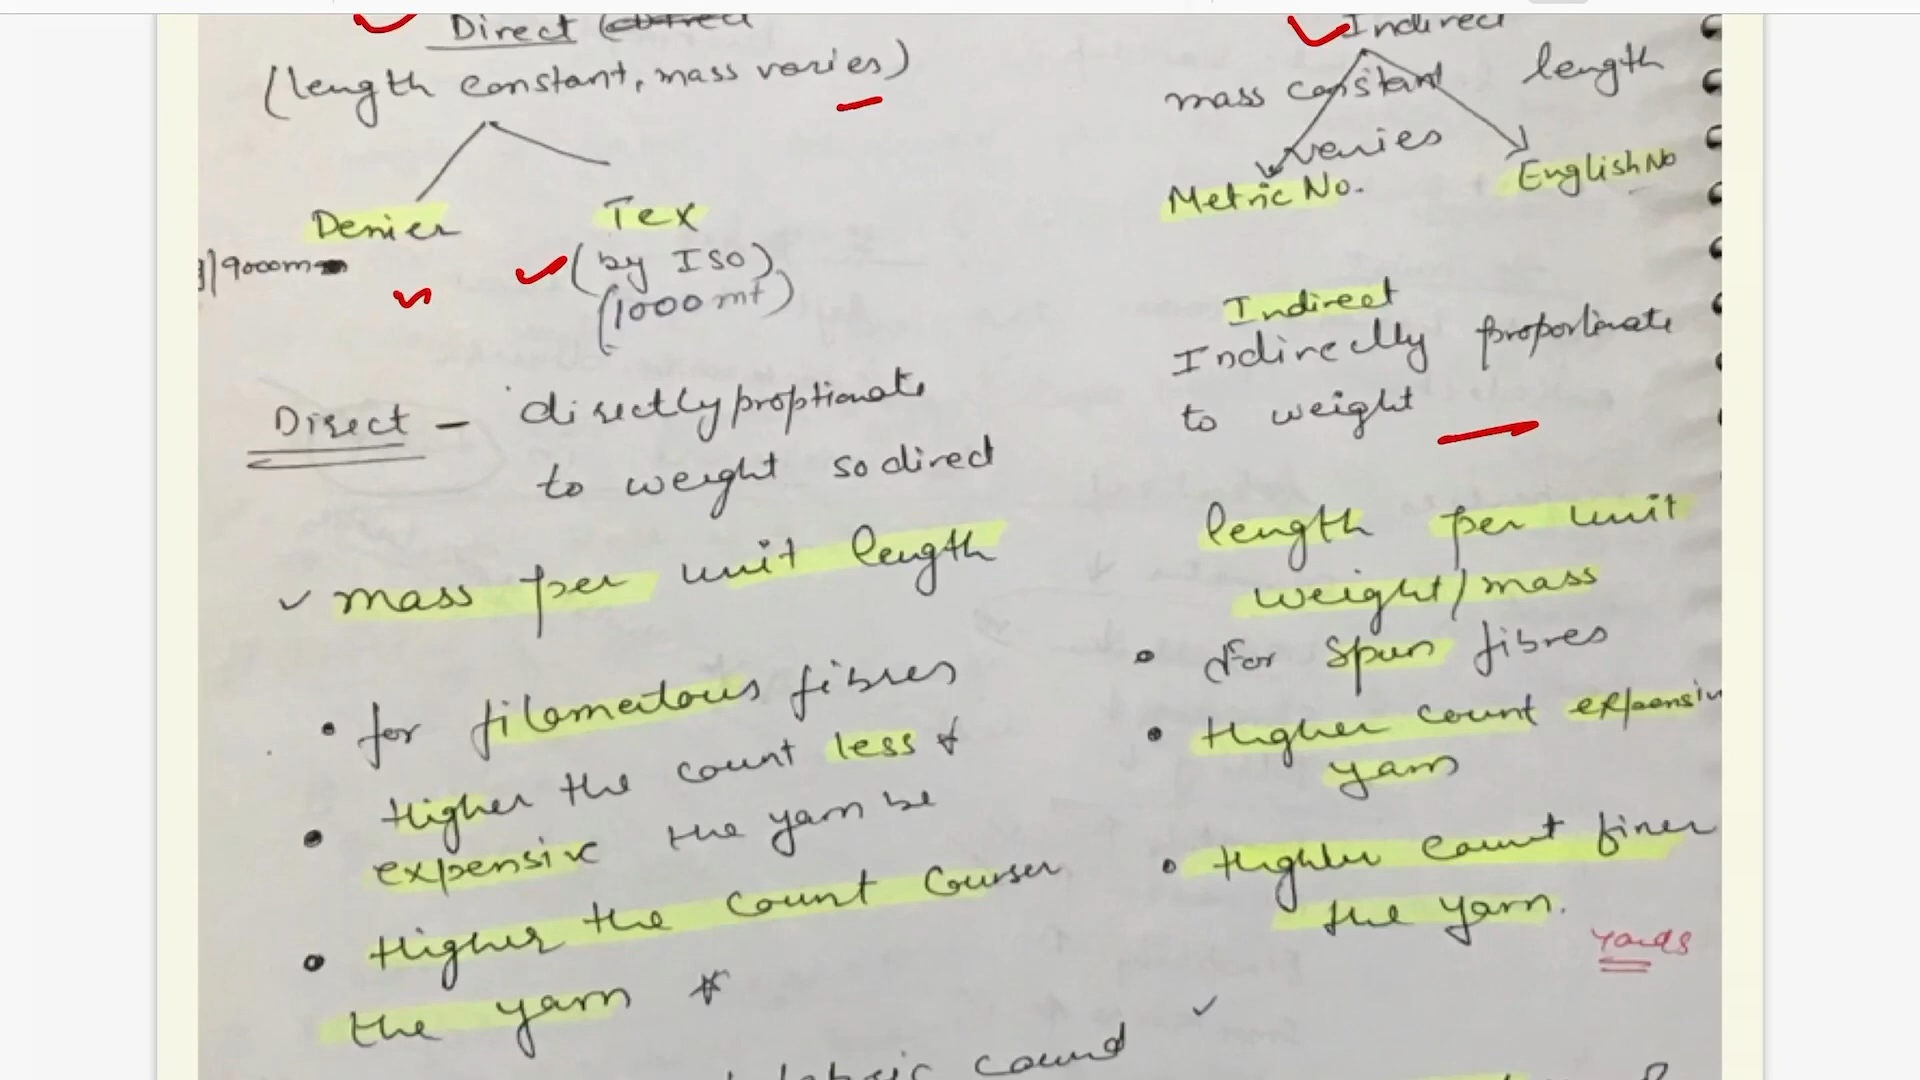 Direct
(length constant, mass varies)
Denier
Tex
9000m
(by ISO)
(1000 mt)
Direct - directly proptionate
to weight so direct
mass per unit length
• for filamentous fibres
• Higher the count less &
expensive the yarn be
• Higher the count Courser
the yarn *
Indirect
mass constant length
varies
Metric No.
English No
Indirect
Indirectly proportionate
to weight
length per unit
weight/mass
• for Spun fibres
• Higher count expensiv
yarn
• Higher count finer
the yarn.
yards